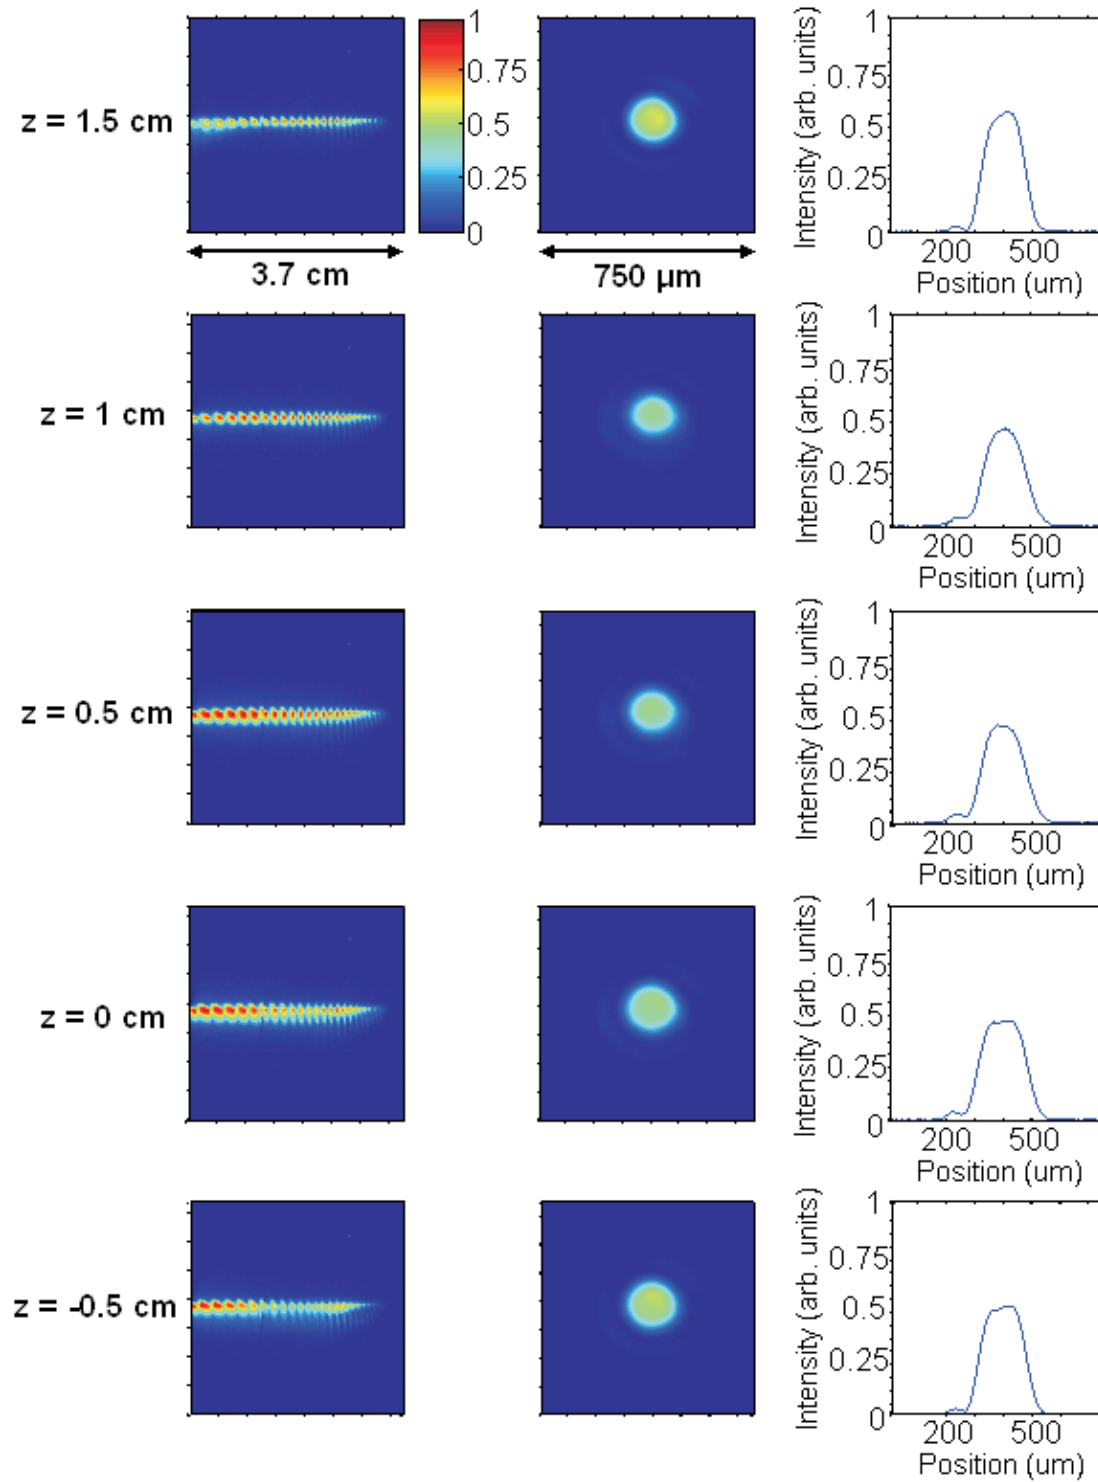 z = 1.5 cm
1
0.75
0.5
0.25
0
3.7 cm
750 µm
Intensity (arb. units)
1
0.75
0.5
0.25
0
200 500
Position (um)
z = 1 cm
Intensity (arb. units)
1
0.75
0.5
0.25
0
200 500
Position (um)
z = 0.5 cm
Intensity (arb. units)
1
0.75
0.5
0.25
0
200 500
Position (um)
z = 0 cm
Intensity (arb. units)
1
0.75
0.5
0.25
0
200 500
Position (um)
z = -0.5 cm
Intensity (arb. units)
1
0.75
0.5
0.25
0
200 500
Position (um)